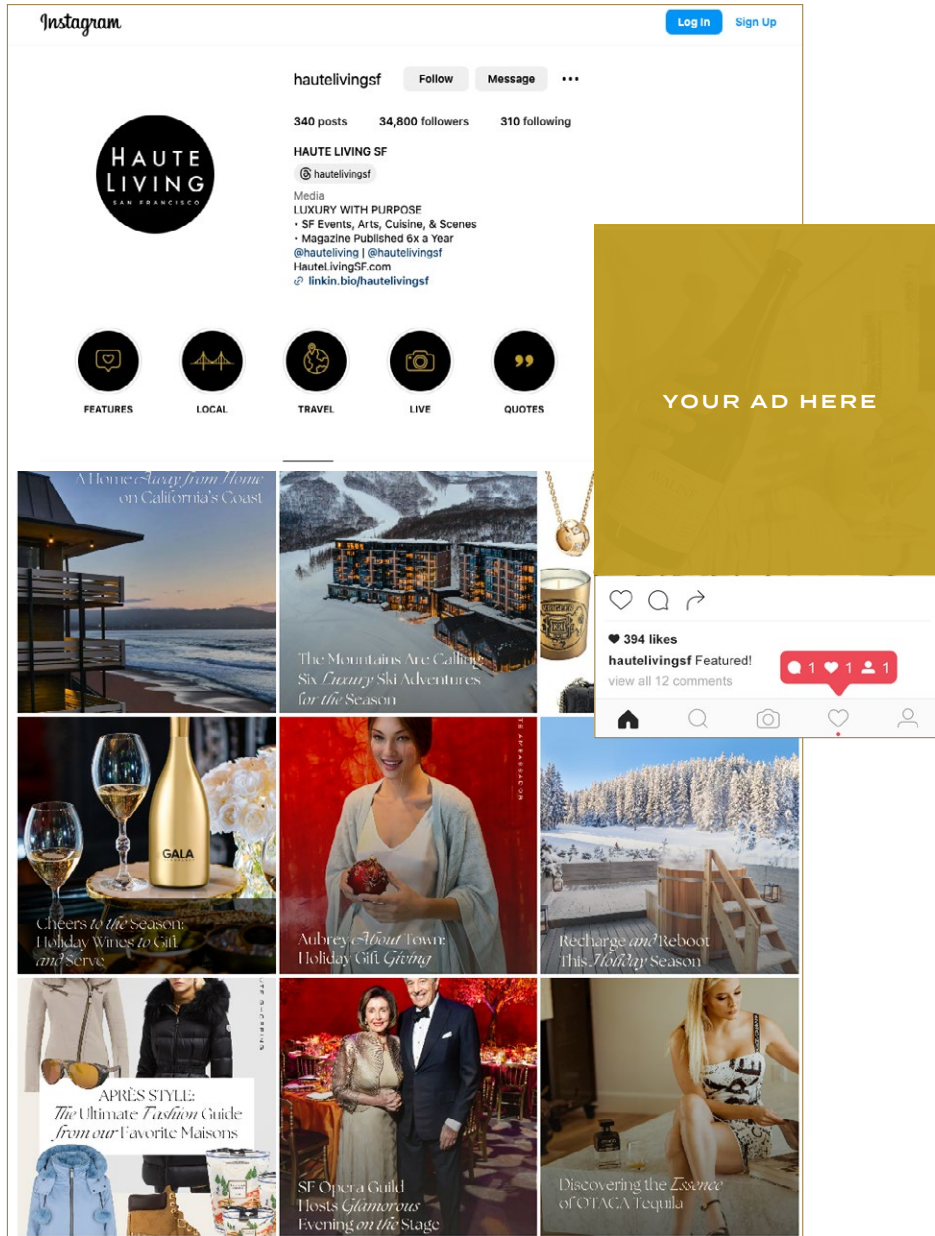 Instagram
Log In
Sign Up
hautelivingsf
Follow
Message
340 posts
34,800 followers
310 following
HAUTE LIVING SF
hautelivingsf
Media
LUXURY WITH PURPOSE
• SF Events, Arts, Cuisine, & Scenes
• Magazine Published 6x a Year
@hauteliving | @hautelivingsf
HauteLivingSF.com
linkin.bio/hautelivingsf
HAUTE
LIVING
SAN FRANCISCO
FEATURES
LOCAL
TRAVEL
LIVE
QUOTES
YOUR AD HERE
394 likes
hautelivingsf Featured!
view all 12 comments
1 1 1
A Home Away from Home
on California's Coast
The Mountains Are Calling:
Six Luxury Ski Adventures
for the Season
GALA
Cheers to the Season:
Holiday Wines to Gift
and Serve
Aubrey About Town:
Holiday Gift Giving
Recharge and Reboot
This Holiday Season
APRÈS STYLE:
The Ultimate Fashion Guide
from our Favorite Maisons
SF Opera Guild
Hosts Glamorous
Evening on the Stage
Discovering the Essence
of OTACA Tequila